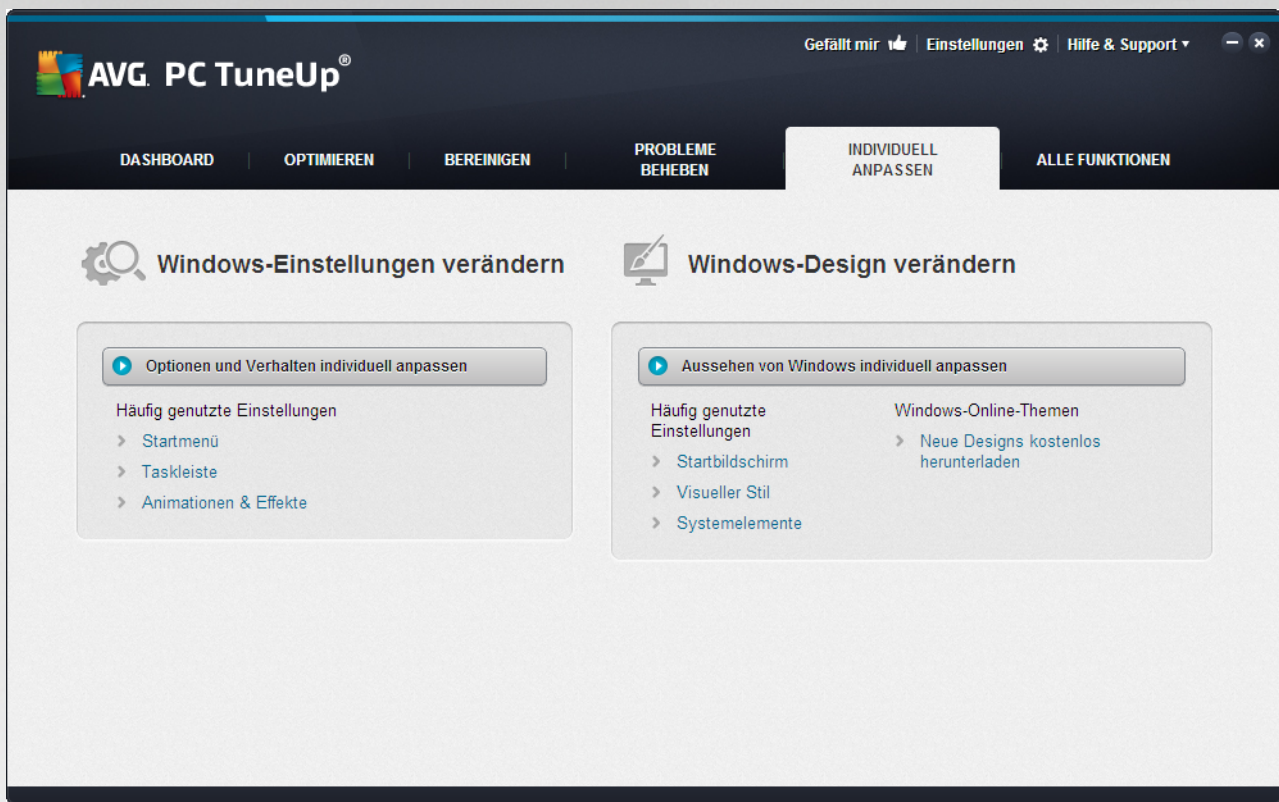 Gefällt mir | Einstellungen | Hilfe & Support
AVG. PC TuneUp®
DASHBOARD
OPTIMIEREN
BEREINIGEN
PROBLEME
BEHEBEN
INDIVIDUELL
ANPASSEN
ALLE FUNKTIONEN
Windows-Einstellungen verändern
Optionen und Verhalten individuell anpassen
Häufig genutzte Einstellungen
Startmenü
Taskleiste
Animationen & Effekte
Windows-Design verändern
Aussehen von Windows individuell anpassen
Häufig genutzte
Einstellungen
Startbildschirm
Visueller Stil
Systemelemente
Windows-Online-Themen
Neue Designs kostenlos
herunterladen